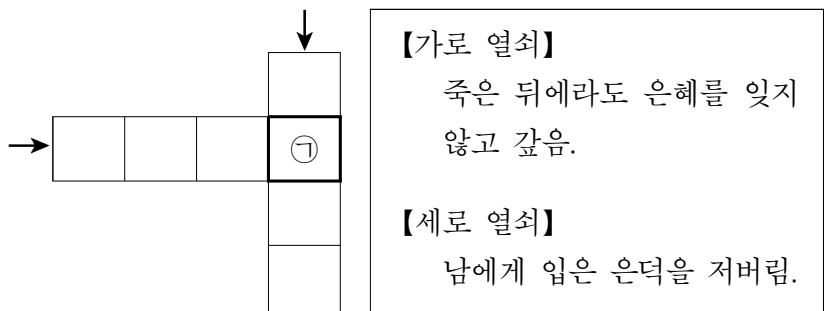 ㉠
【가로 열쇠】
죽은 뒤에라도 은혜를 잊지
않고 갚음.
【세로 열쇠】
남에게 입은 은덕을 저버림.